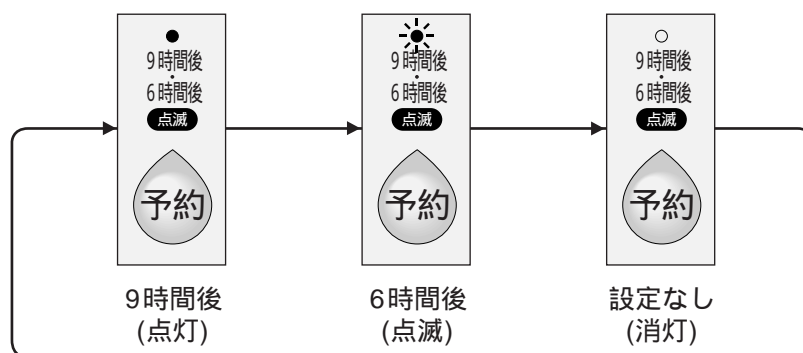 9時間後
6時間後
点滅
予約
9時間後
(点灯)
9時間後
6時間後
点滅
予約
6時間後
(点滅)
9時間後
6時間後
点滅
予約
設定なし
(消灯)